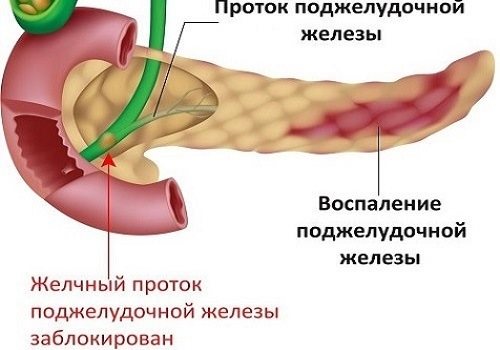 Проток поджелудочной
железы
Воспаление
поджелудочной
железы
Желчный проток
поджелудочной железы
заблокирован